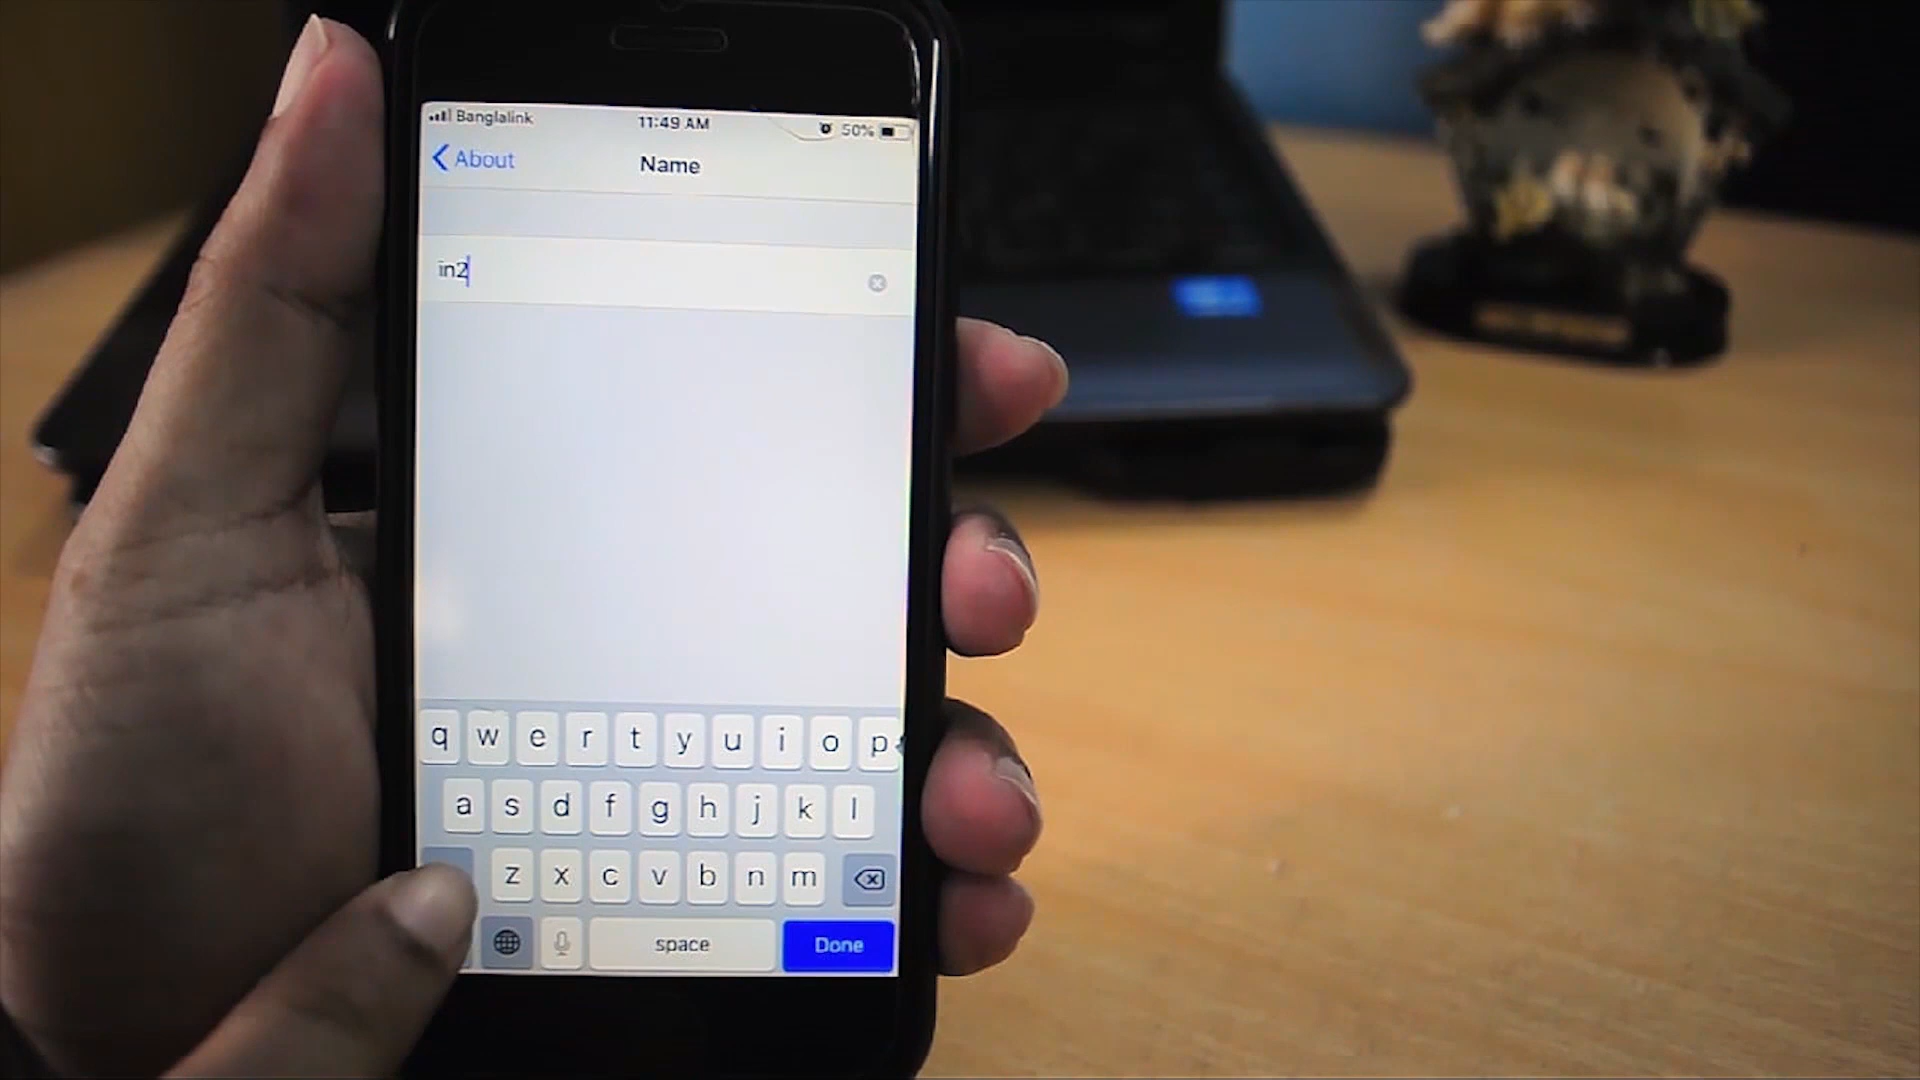 Banglalink 11:49 AM 50%
About Name
in2
q w e r t y u i o p
a s d f g h j k l
z x c v b n m
space Done